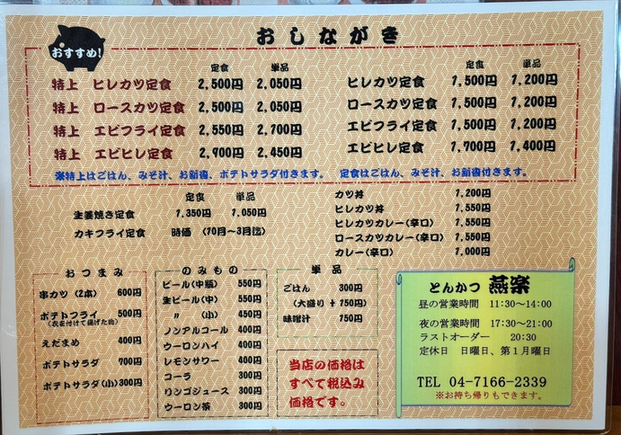 おすすめ!
おしながき
定食 単品
特上 ヒレカツ定食 2,500円 2,050円
特上 ロースカツ定食 2,500円 2,050円
特上 エビフライ定食 2,550円 2,100円
特上 エビヒレ定食 2,900円 2,450円
定食 単品
ヒレカツ定食 1,500円 1,200円
ロースカツ定食 1,500円 1,200円
エビフライ定食 1,500円 1,200円
エビヒレ定食 1,700円 1,400円
※特上はごはん、みそ汁、お新香、ポテトサラダ付きます。 定食はごはん、みそ汁、お新香、付きます。
定食 単品
生姜焼き定食 1,350円 1,050円
カキフライ定食 時価 (10月~3月迄)
カツ丼 1,200円
ヒレカツ丼 1,550円
ヒレカツカレー(辛口) 1,550円
ロースカツカレー(辛口) 1,550円
カレー(辛口) 1,000円
おつまみ
串カツ (2本) 600円
ポテトフライ 500円
(衣を付けて揚げた物)
えだまめ 400円
ポテトサラダ 700円
ポテトサラダ(小) 300円
のみもの
ビール(中瓶) 550円
生ビール(中) 550円
〃 (小) 450円
ノンアルコール 400円
ウーロンハイ 400円
レモンサワー 400円
コーラ 300円
リンゴジュース 300円
ウーロン茶 300円
単品
ごはん 300円
(大盛り +150円)
味噌汁 150円
当店の価格は
すべて税込み
価格です。
とんかつ 燕楽
昼の営業時間 11:30~14:00
夜の営業時間 17:30~21:00
ラストオーダー 20:30
定休日 日曜日、第1月曜日
TEL 04-7166-2339
※お持ち帰りもできます。